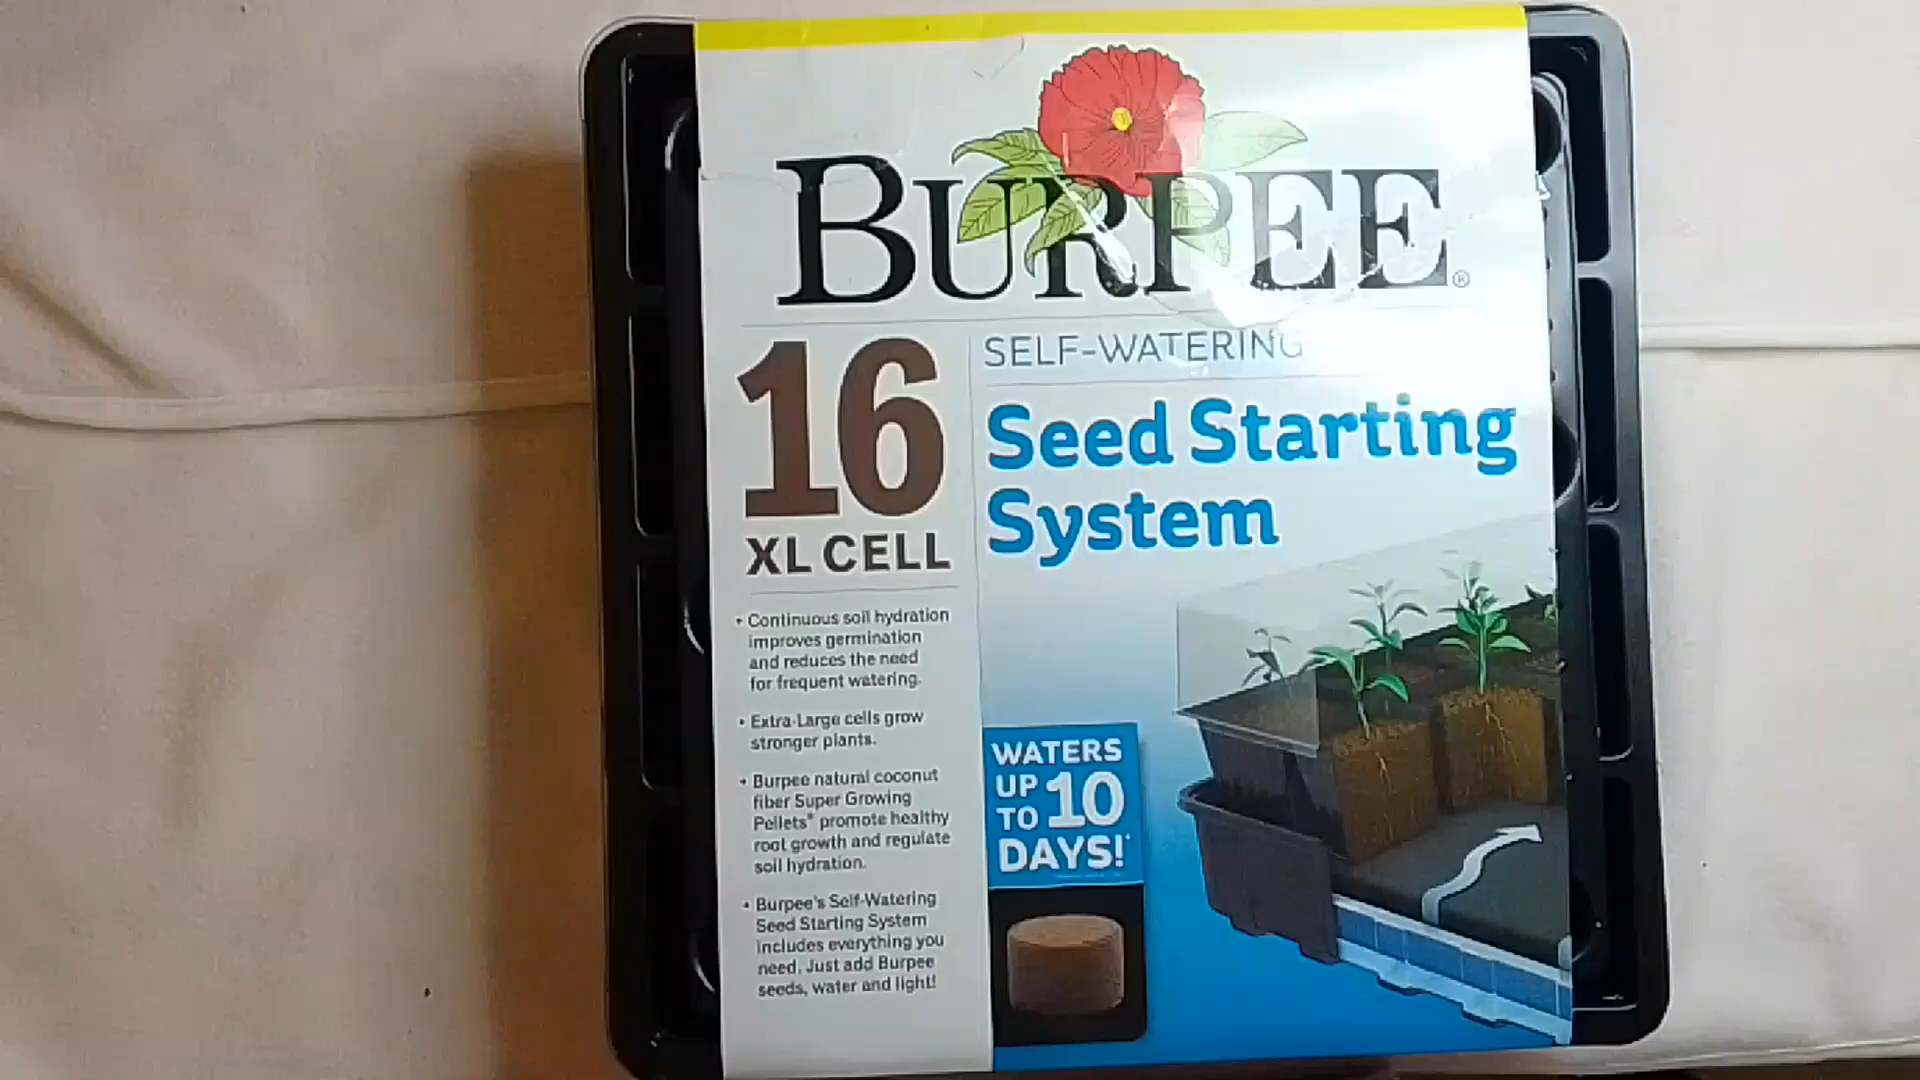 BURPEE®
16
XL CELL
SELF-WATERING
Seed Starting
System
• Continuous soil hydration
improves germination
and reduces the need
for frequent watering.
• Extra-Large cells grow
stronger plants.
• Burpee natural coconut
fiber Super Growing
Pellets® promote healthy
root growth and regulate
soil hydration.
• Burpee's Self-Watering
Seed Starting System
includes everything you
need. Just add Burpee
seeds, water and light!
WATERS
UP
TO 10
DAYS!*